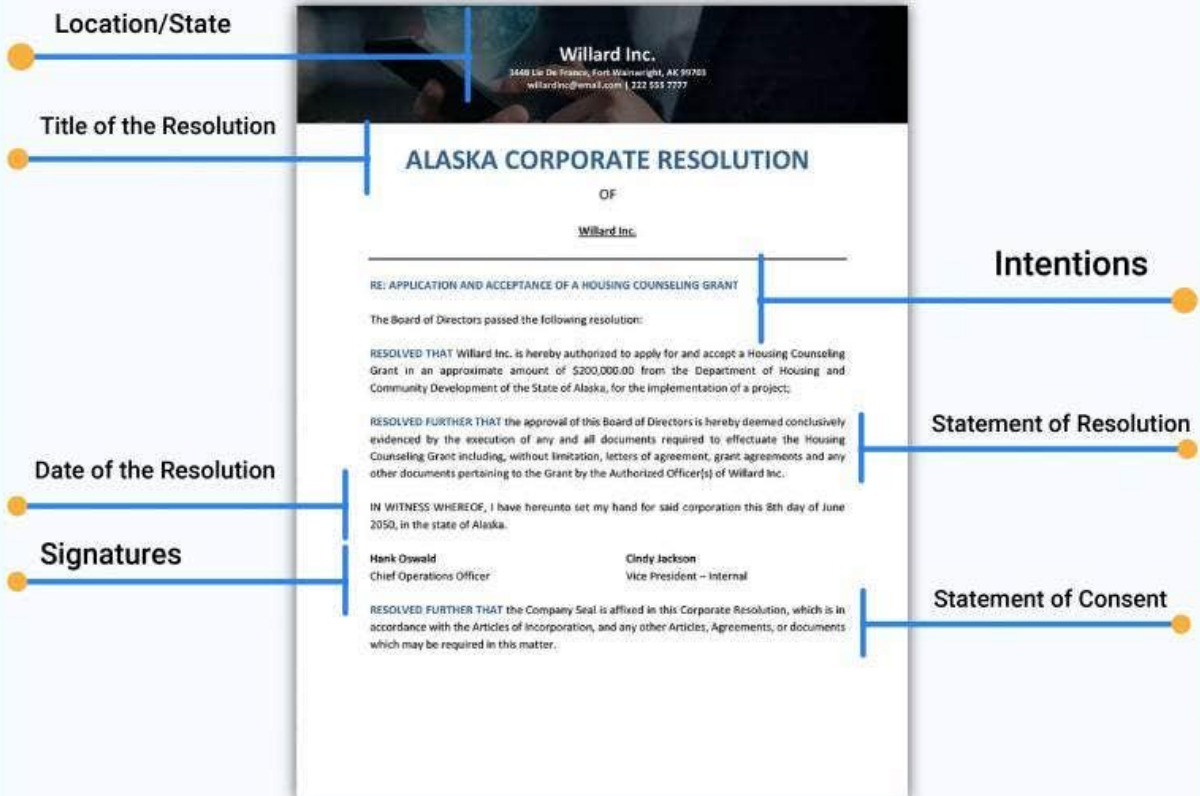 Location/State
Willard Inc.
3448 Lie De France, Fort Wainwright, AK 99703
willardinc@email.com | 222 555 7777
Title of the Resolution
ALASKA CORPORATE RESOLUTION
OF
Willard Inc.
Intentions
RE: APPLICATION AND ACCEPTANCE OF A HOUSING COUNSELING GRANT
The Board of Directors passed the following resolution:
RESOLVED THAT Willard Inc. is hereby authorized to apply for and accept a Housing Counseling
Grant in an approximate amount of $200,000.00 from the Department of Housing and
Community Development of the State of Alaska, for the implementation of a project;
Statement of Resolution
RESOLVED FURTHER THAT the approval of this Board of Directors is hereby deemed conclusively
evidenced by the execution of any and all documents required to effectuate the Housing
Counseling Grant including, without limitation, letters of agreement, grant agreements and any
other documents pertaining to the Grant by the Authorized Officer(s) of Willard Inc.
Date of the Resolution
IN WITNESS WHEREOF, I have hereunto set my hand for said corporation this 8th day of June
2050, in the state of Alaska.
Signatures
Hank Oswald
Cindy Jackson
Chief Operations Officer
Vice President – Internal
Statement of Consent
RESOLVED FURTHER THAT the Company Seal is affixed in this Corporate Resolution, which is in
accordance with the Articles of Incorporation, and any other Articles, Agreements, or documents
which may be required in this matter.